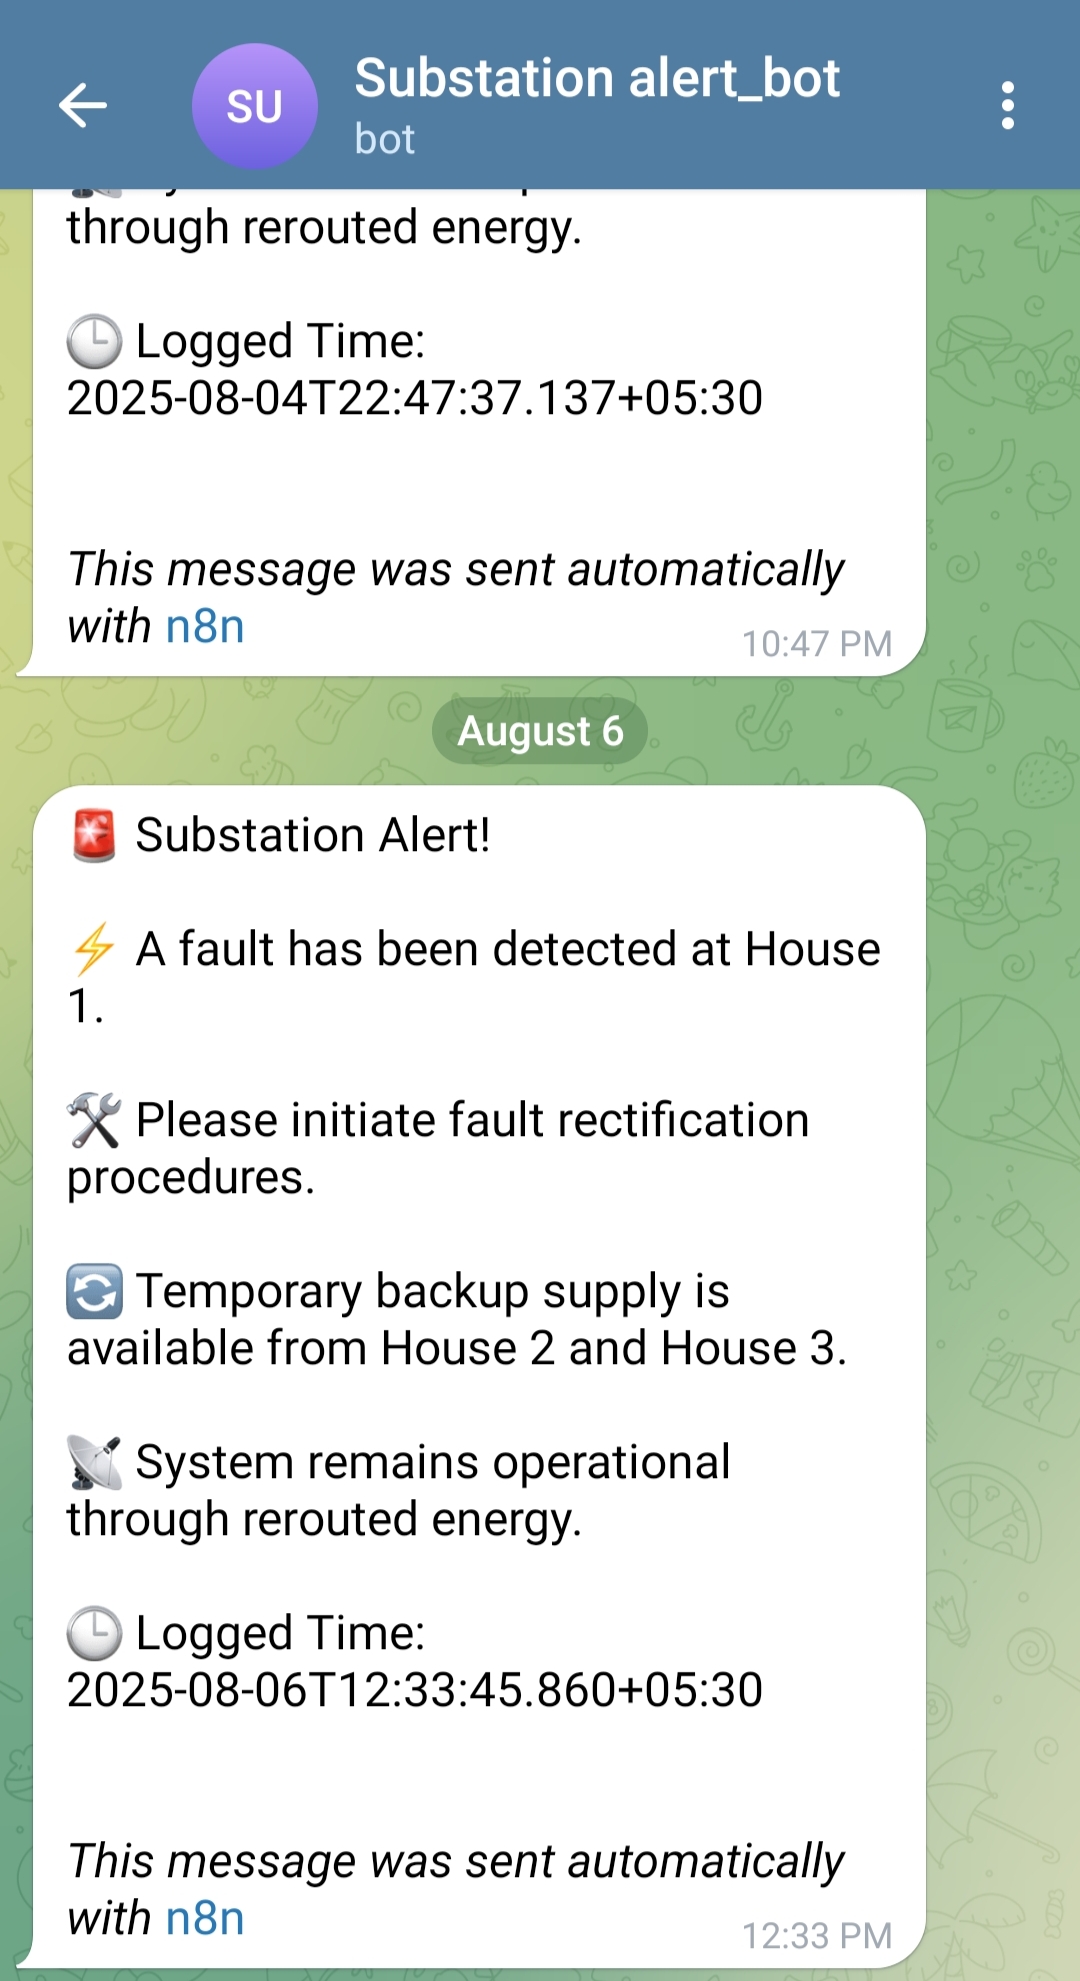 Substation alert_bot
SU
bot
through rerouted energy.
🕒 Logged Time:
2025-08-04T22:47:37.137+05:30
This message was sent automatically
with n8n
10:47 PM
August 6
🚨 Substation Alert!
⚡ A fault has been detected at House
1.
🛠 Please initiate fault rectification
procedures.
🔄 Temporary backup supply is
available from House 2 and House 3.
📡 System remains operational
through rerouted energy.
🕒 Logged Time:
2025-08-06T12:33:45.860+05:30
This message was sent automatically
with n8n
12:33 PM